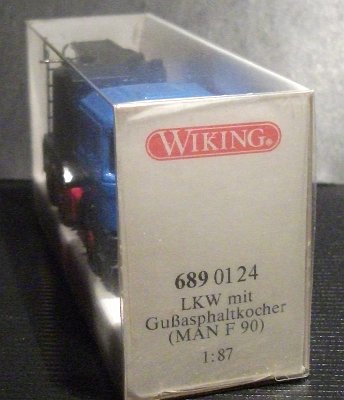 WIKING®
689 01 24
LKW mit
Gußasphaltkocher
(MAN F 90)
1:87